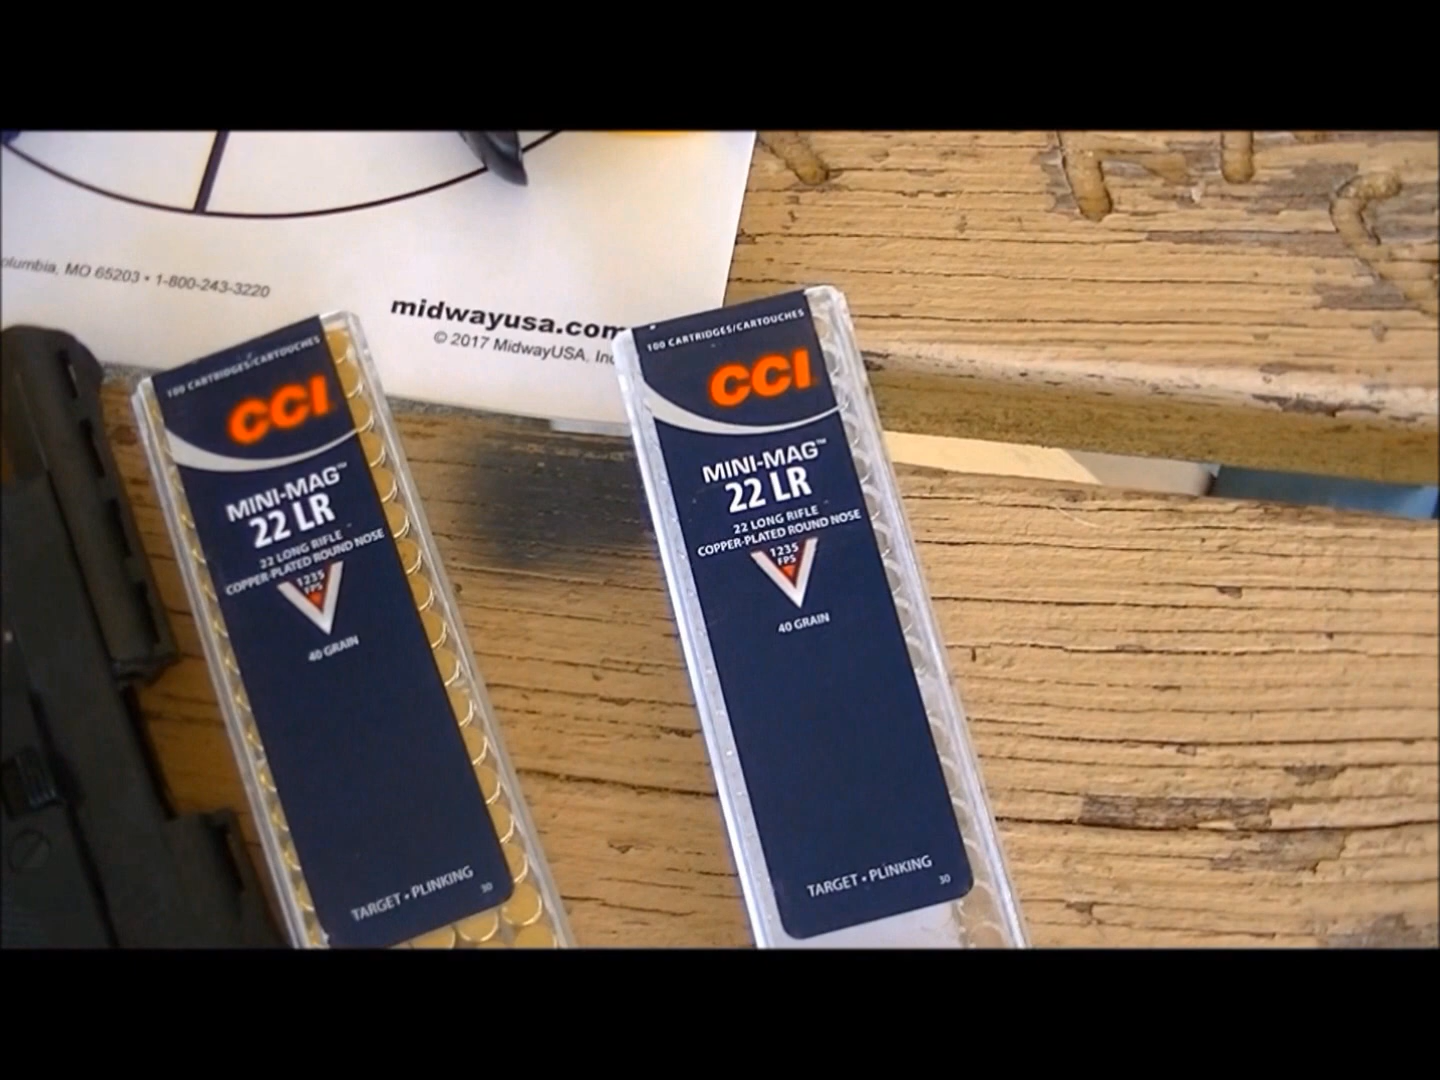 olumbia, MO 65203 • 1-800-243-3220
midwayusa.com
© 2017 MidwayUSA, Inc
100 CARTRIDGES/CARTOUCHES
CCI
MINI-MAG™
22 LR
22 LONG RIFLE
COPPER-PLATED ROUND NOSE
1235
FPS
40 GRAIN
TARGET • PLINKING
30
100 CARTRIDGES/CARTOUCHES
CCI
MINI-MAG™
22 LR
22 LONG RIFLE
COPPER-PLATED ROUND NOSE
1235
FPS
40 GRAIN
TARGET • PLINKING
30